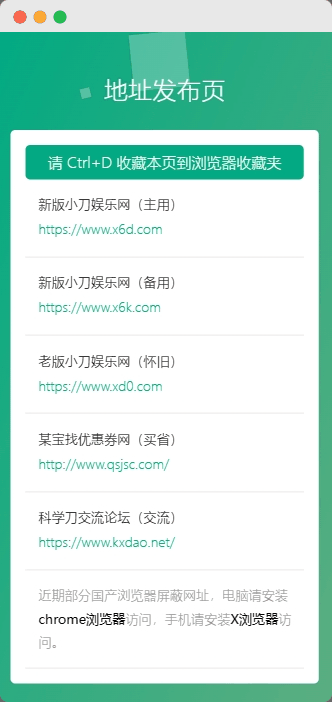 地址发布页
请 Ctrl+D 收藏本页到浏览器收藏夹
新版小刀娱乐网（主用）
https://www.x6d.com
新版小刀娱乐网（备用）
https://www.x6k.com
老版小刀娱乐网（怀旧）
https://www.xd0.com
某宝找优惠券网（买省）
http://www.qsjsc.com/
科学刀交流论坛（交流）
https://www.kxdao.net/
近期部分国产浏览器屏蔽网址，电脑请安装
chrome浏览器访问，手机请安装X浏览器访
问。